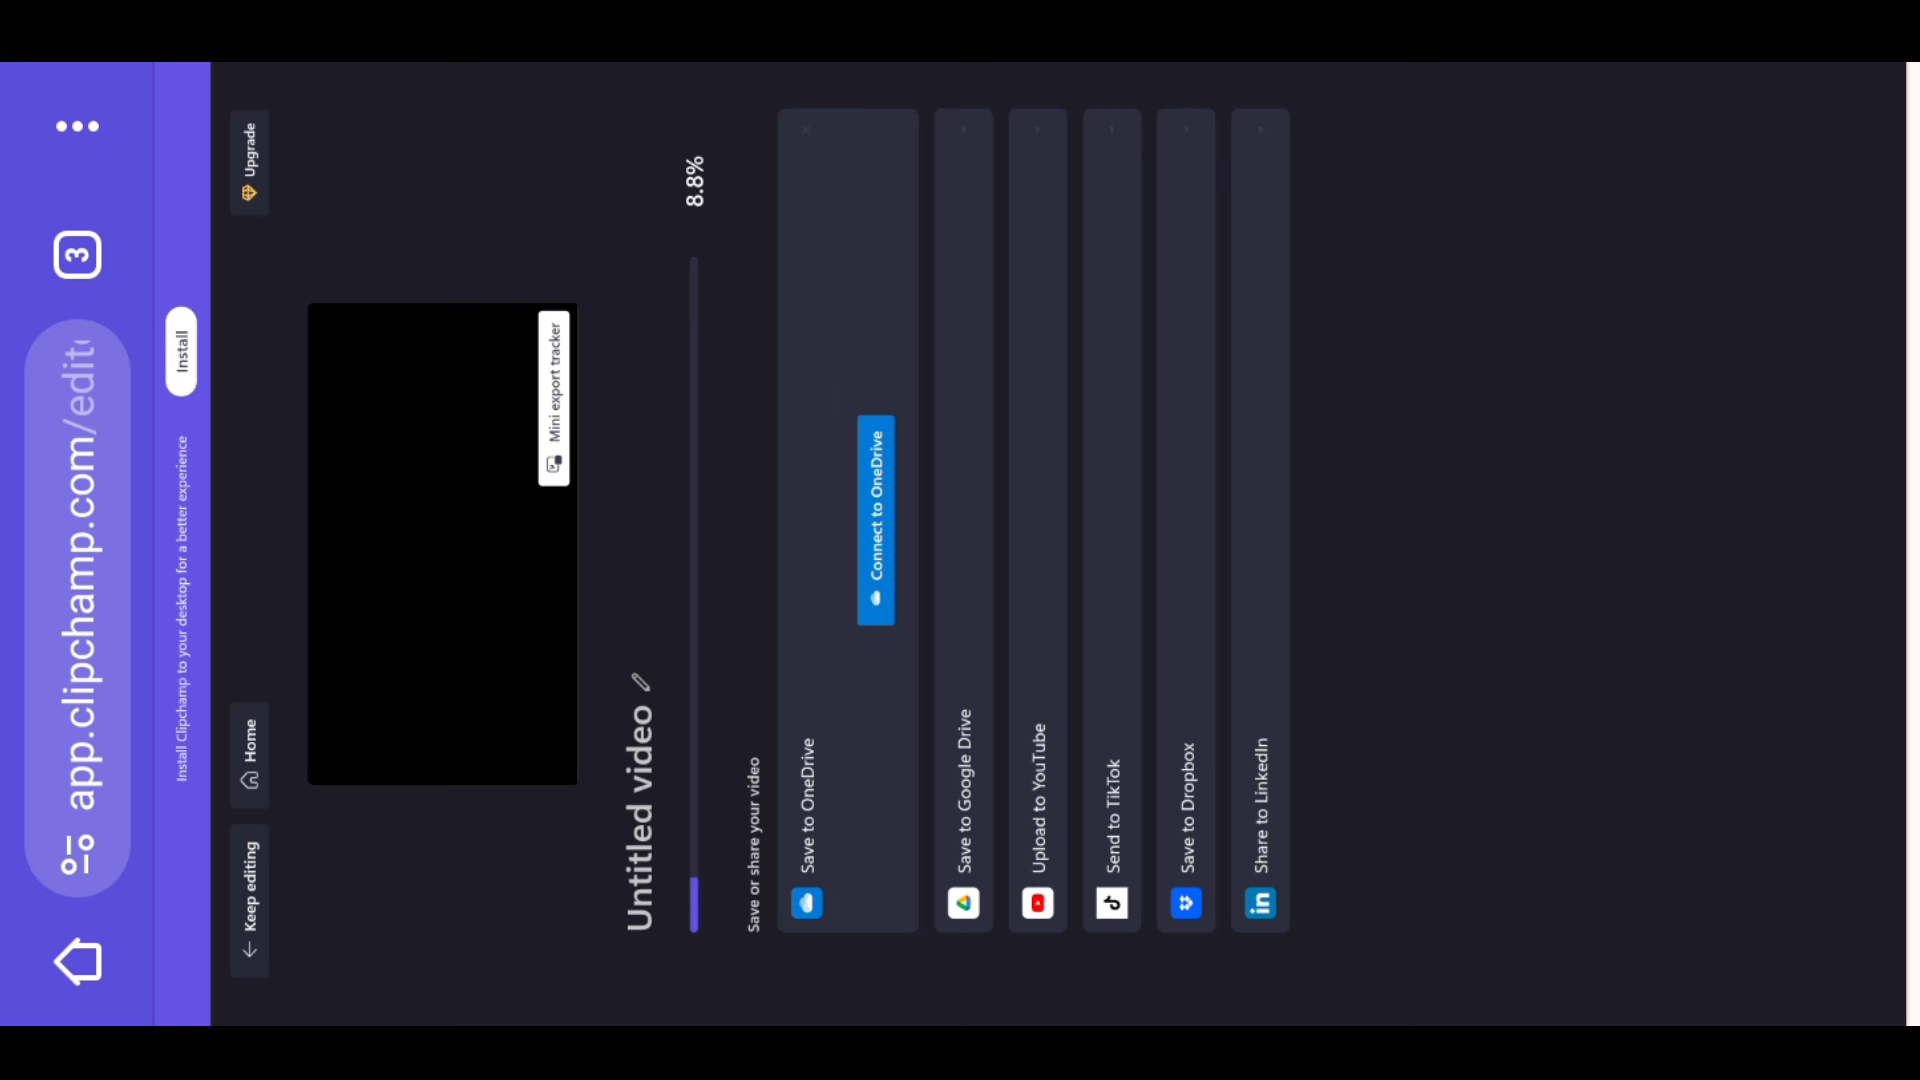 app.clipchamp.com/edit
3
Install Clipchamp to your desktop for a better experience
Install
Keep editing
Home
Upgrade
Mini export tracker
Untitled video
8.8%
Save or share your video
Save to OneDrive
Connect to OneDrive
Save to Google Drive
Upload to YouTube
Send to TikTok
Save to Dropbox
in
Share to LinkedIn